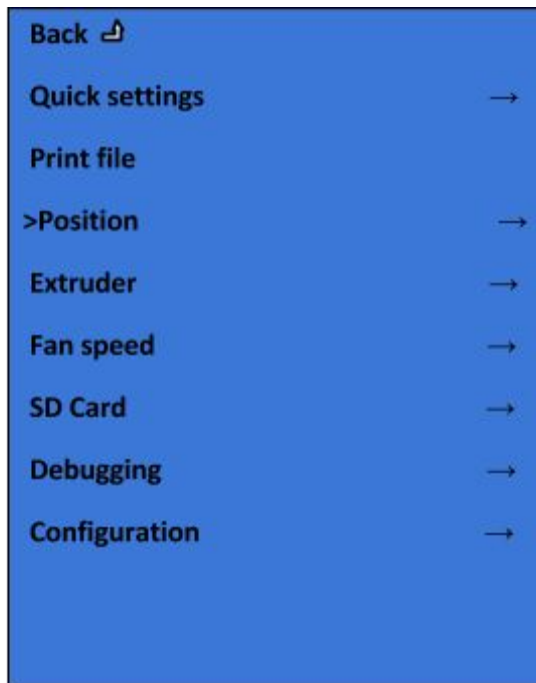 Back
Quick settings →
Print file
>Position →
Extruder →
Fan speed →
SD Card →
Debugging →
Configuration →